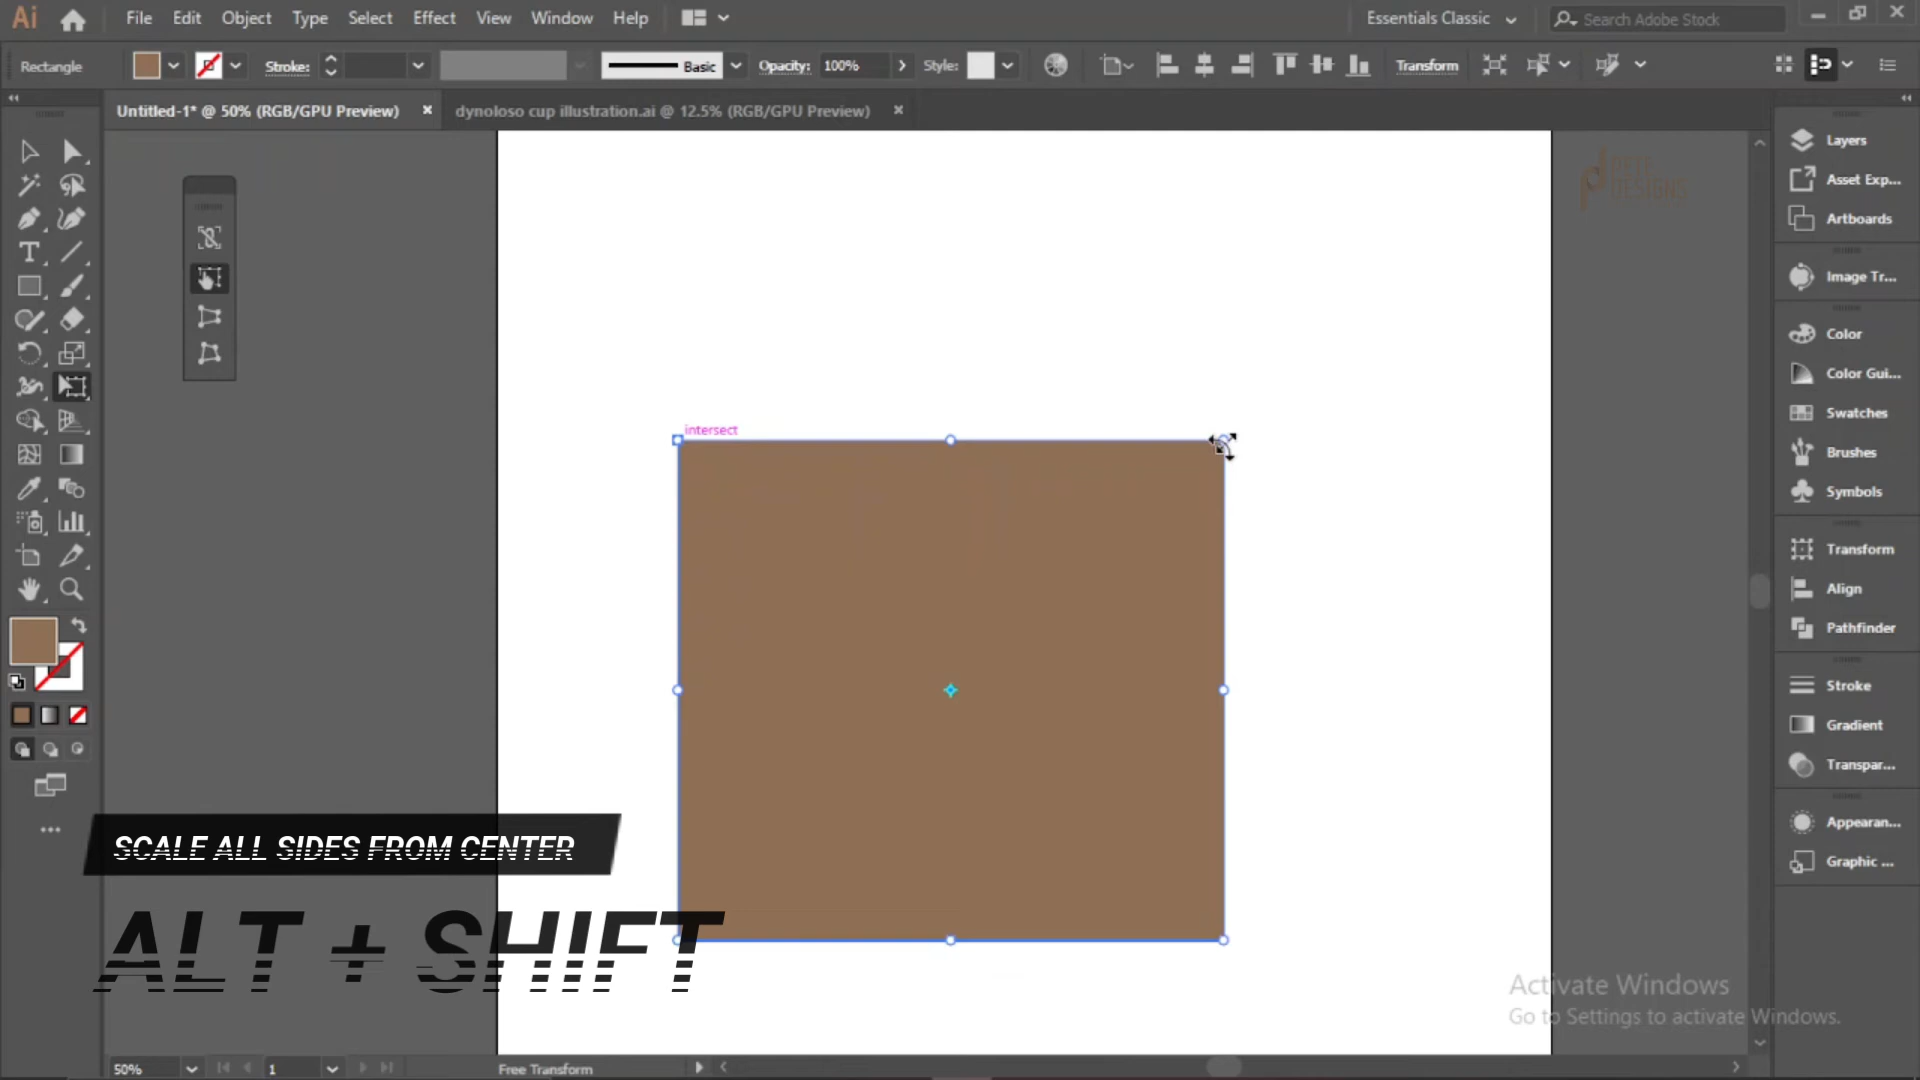 Ai File Edit Object Type Select Effect View Window Help Essentials Classic Search Adobe Stock
Rectangle Stroke: Basic Opacity: 100% Style: Transform
Untitled-1* @ 50% (RGB/GPU Preview) dynoloso cup illustration.ai @ 12.5% (RGB/GPU Preview)
Layers
Asset Exp...
Artboards
Image Tr...
Color
Color Gui...
Swatches
Brushes
Symbols
Transform
Align
Pathfinder
Stroke
Gradient
Transpar...
Appearan...
Graphic ...
DESIGNS
intersect
SCALE ALL SIDES FROM CENTER
ALT + SHIFT
Activate Windows
Go to Settings to activate Windows.
50% 1 Free Transform